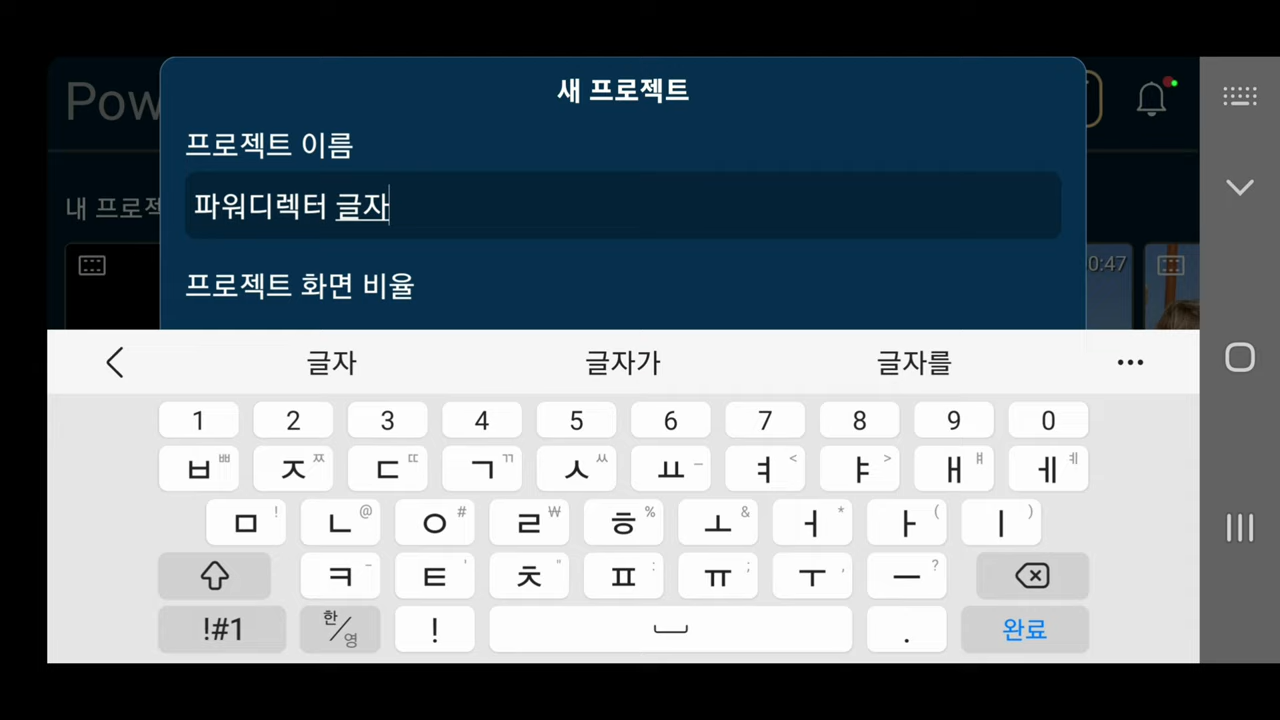 새 프로젝트
Pow
프로젝트 이름
파워디렉터 글자
내 프로젝
프로젝트 화면 비율
0:47
글자 글자가 글자를
1 2 3 4 5 6 7 8 9 0
ㅂ ㅃ ㅈ ㅉ ㄷ ㄸ ㄱ ㄲ ㅅ ㅆ ㅛ – ㅕ < ㅑ > ㅐ ㅒ ㅔ ㅖ
ㅁ ! ㄴ @ ㅇ # ㄹ ₩ ㅎ % ㅗ & ㅓ * ㅏ ( ㅣ )
ㅋ - ㅌ ' ㅊ " ㅍ : ㅠ ; ㅜ , ㅡ ?
!#1 한/영 ! . 완료